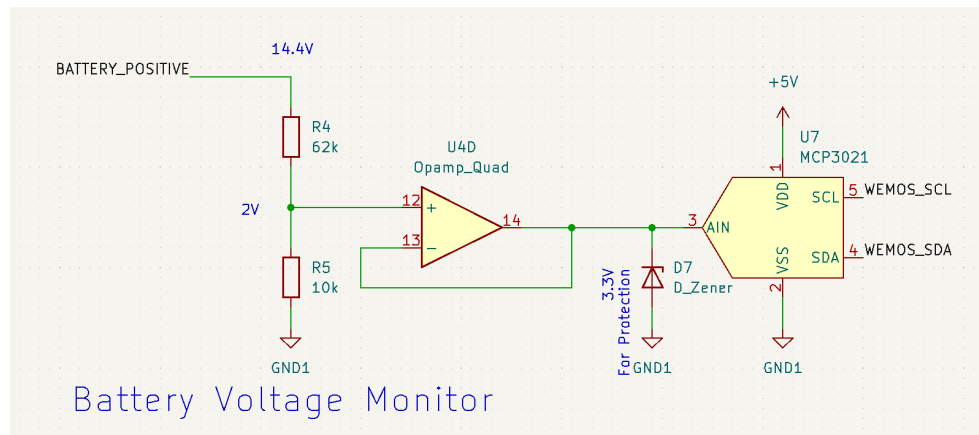 14.4V
BATTERY_POSITIVE
+5V
R4
62k
U4D
Opamp_Quad
U7
MCP3021
1
VDD
SCL
5
WEMOS_SCL
2V
12
+
14
3
AIN
13
-
R5
10k
3.3V
For Protection
D7
D_Zener
VSS
2
SDA
4
WEMOS_SDA
GND1
GND1
GND1
Battery Voltage Monitor